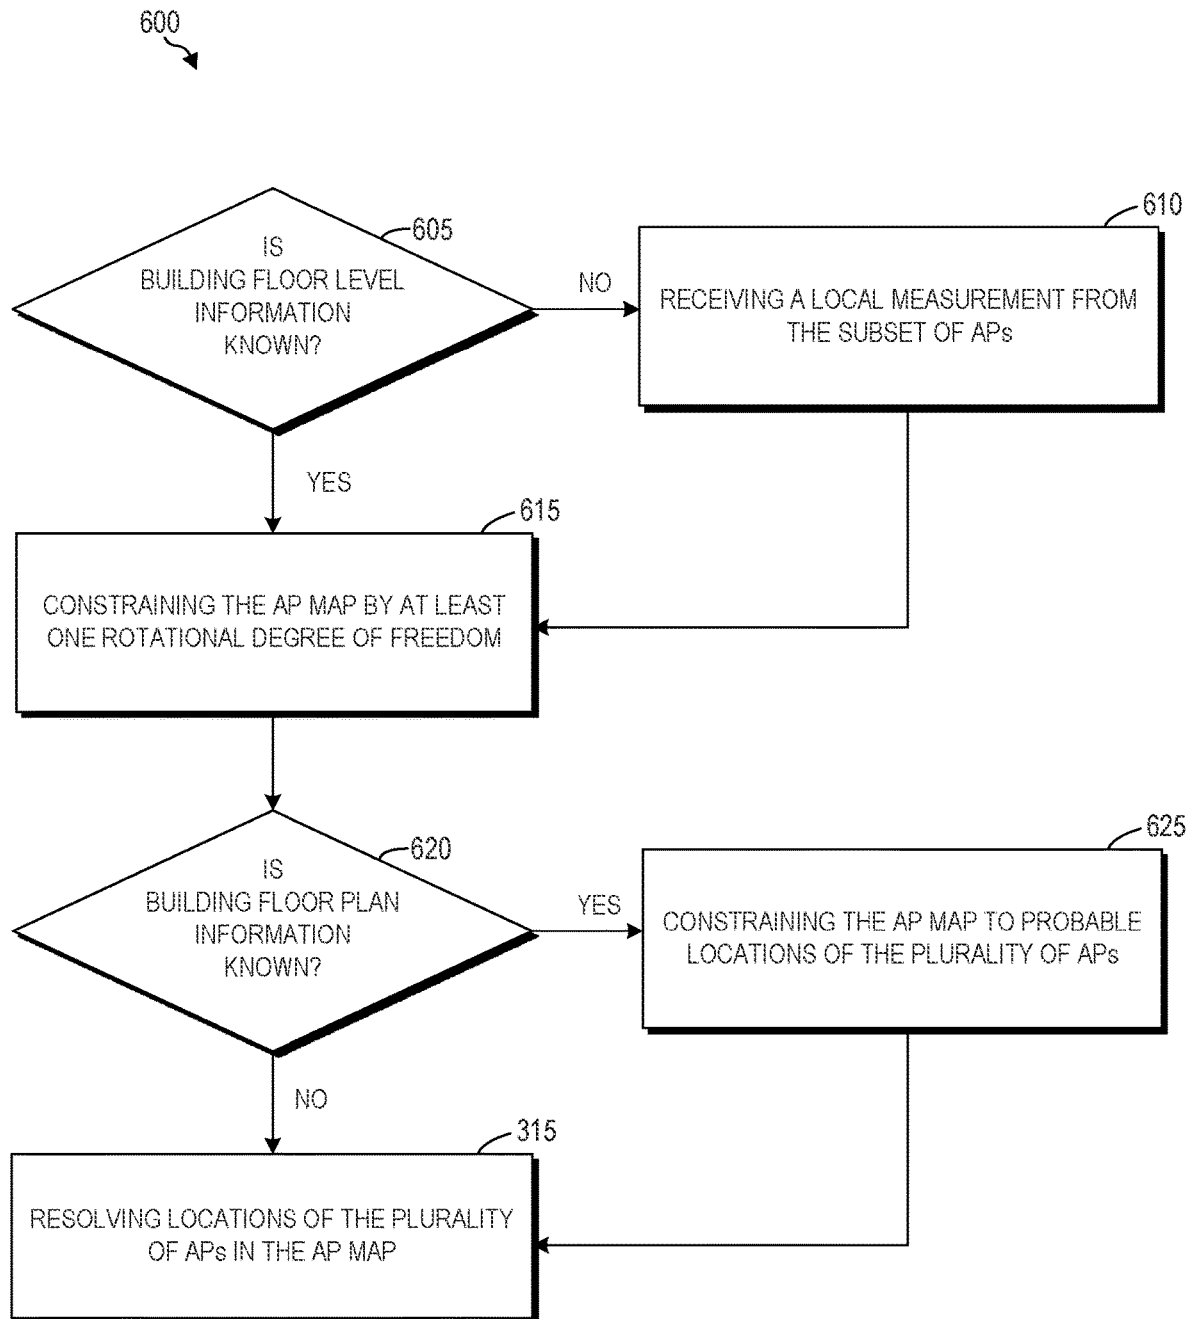 600
605
IS
BUILDING FLOOR LEVEL
INFORMATION
KNOWN?
NO
610
RECEIVING A LOCAL MEASUREMENT FROM
THE SUBSET OF APs
YES
615
CONSTRAINING THE AP MAP BY AT LEAST
ONE ROTATIONAL DEGREE OF FREEDOM
620
IS
BUILDING FLOOR PLAN
INFORMATION
KNOWN?
YES
625
CONSTRAINING THE AP MAP TO PROBABLE
LOCATIONS OF THE PLURALITY OF APs
NO
315
RESOLVING LOCATIONS OF THE PLURALITY
OF APs IN THE AP MAP